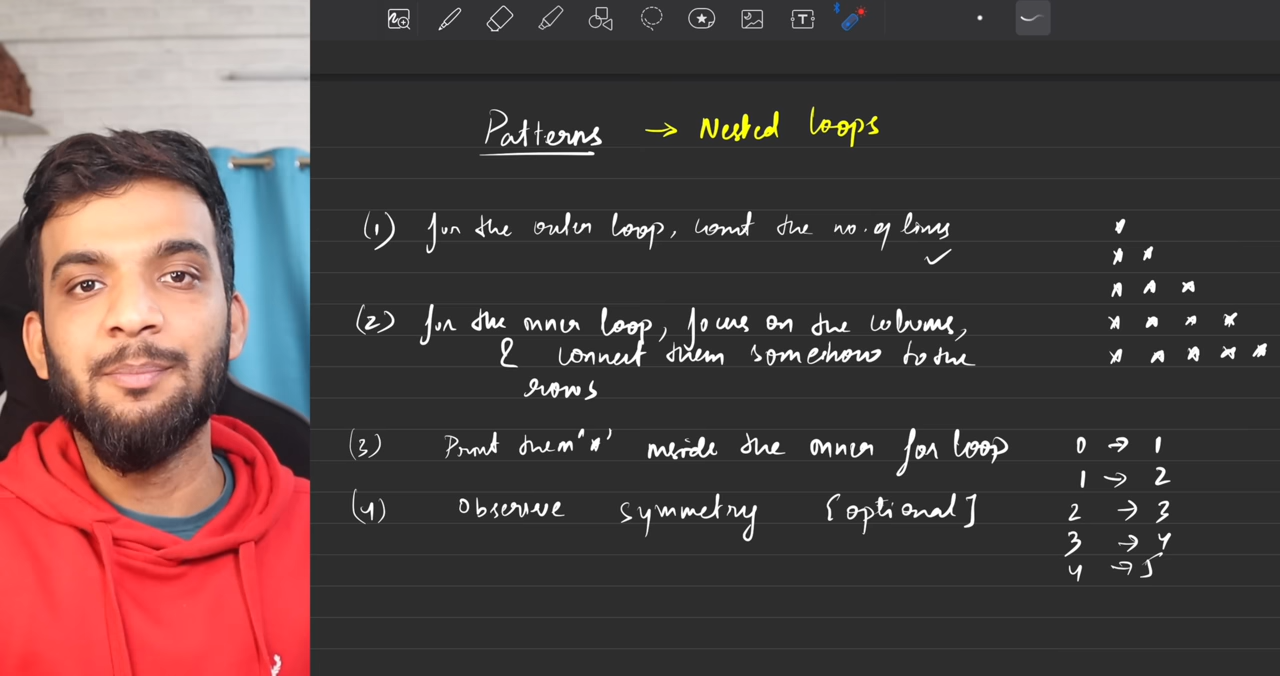 Patterns → Nested loops
(1) for the outer loop, count the no. of lines
(2) for the inner loop, focus on the columns,
& connect them somehow to the
rows
(3) Print them '*' inside the inner for loop
(4) Observe symmetry [optional]
*
* *
* * *
* * * *
* * * * *
0 → 1
1 → 2
2 → 3
3 → 4
4 → 5